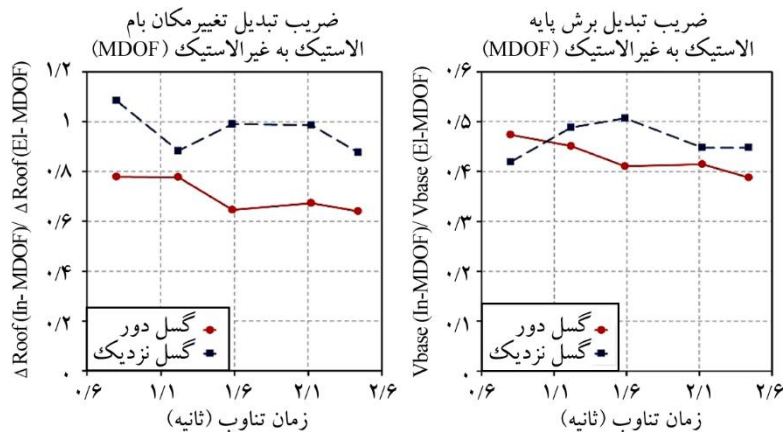 ضریب تبدیل تغییرمکان بام
الاستیک به غیرالاستیک (MDOF)
ΔRoof (In- MDOF)/ ΔRoof (El- MDOF)
۱/۲
۱
۰/۸
۰/۶
۰/۴
۰/۲
۰
گسل دور
گسل نزدیک
۰/۶ ۱/۱ ۱/۶ ۲/۱ ۲/۶
زمان تناوب (ثانیه)
ضریب تبدیل برش پایه
الاستیک به غیرالاستیک (MDOF)
Vbase (In-MDOF)/ Vbase (El-MDOF)
۰/۶
۰/۵
۰/۴
۰/۳
۰/۲
۰/۱
۰
گسل دور
گسل نزدیک
۰/۶ ۱/۱ ۱/۶ ۲/۱ ۲/۶
زمان تناوب (ثانیه)